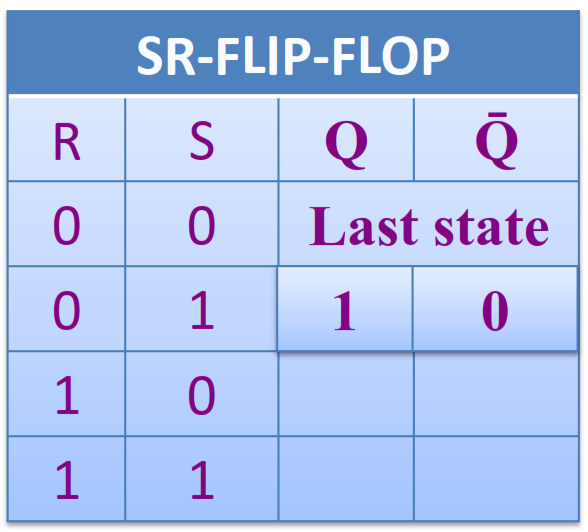 SR-FLIP-FLOP
R S Q Q̄
0 0 Last state
0 1 1 0
1 0
1 1